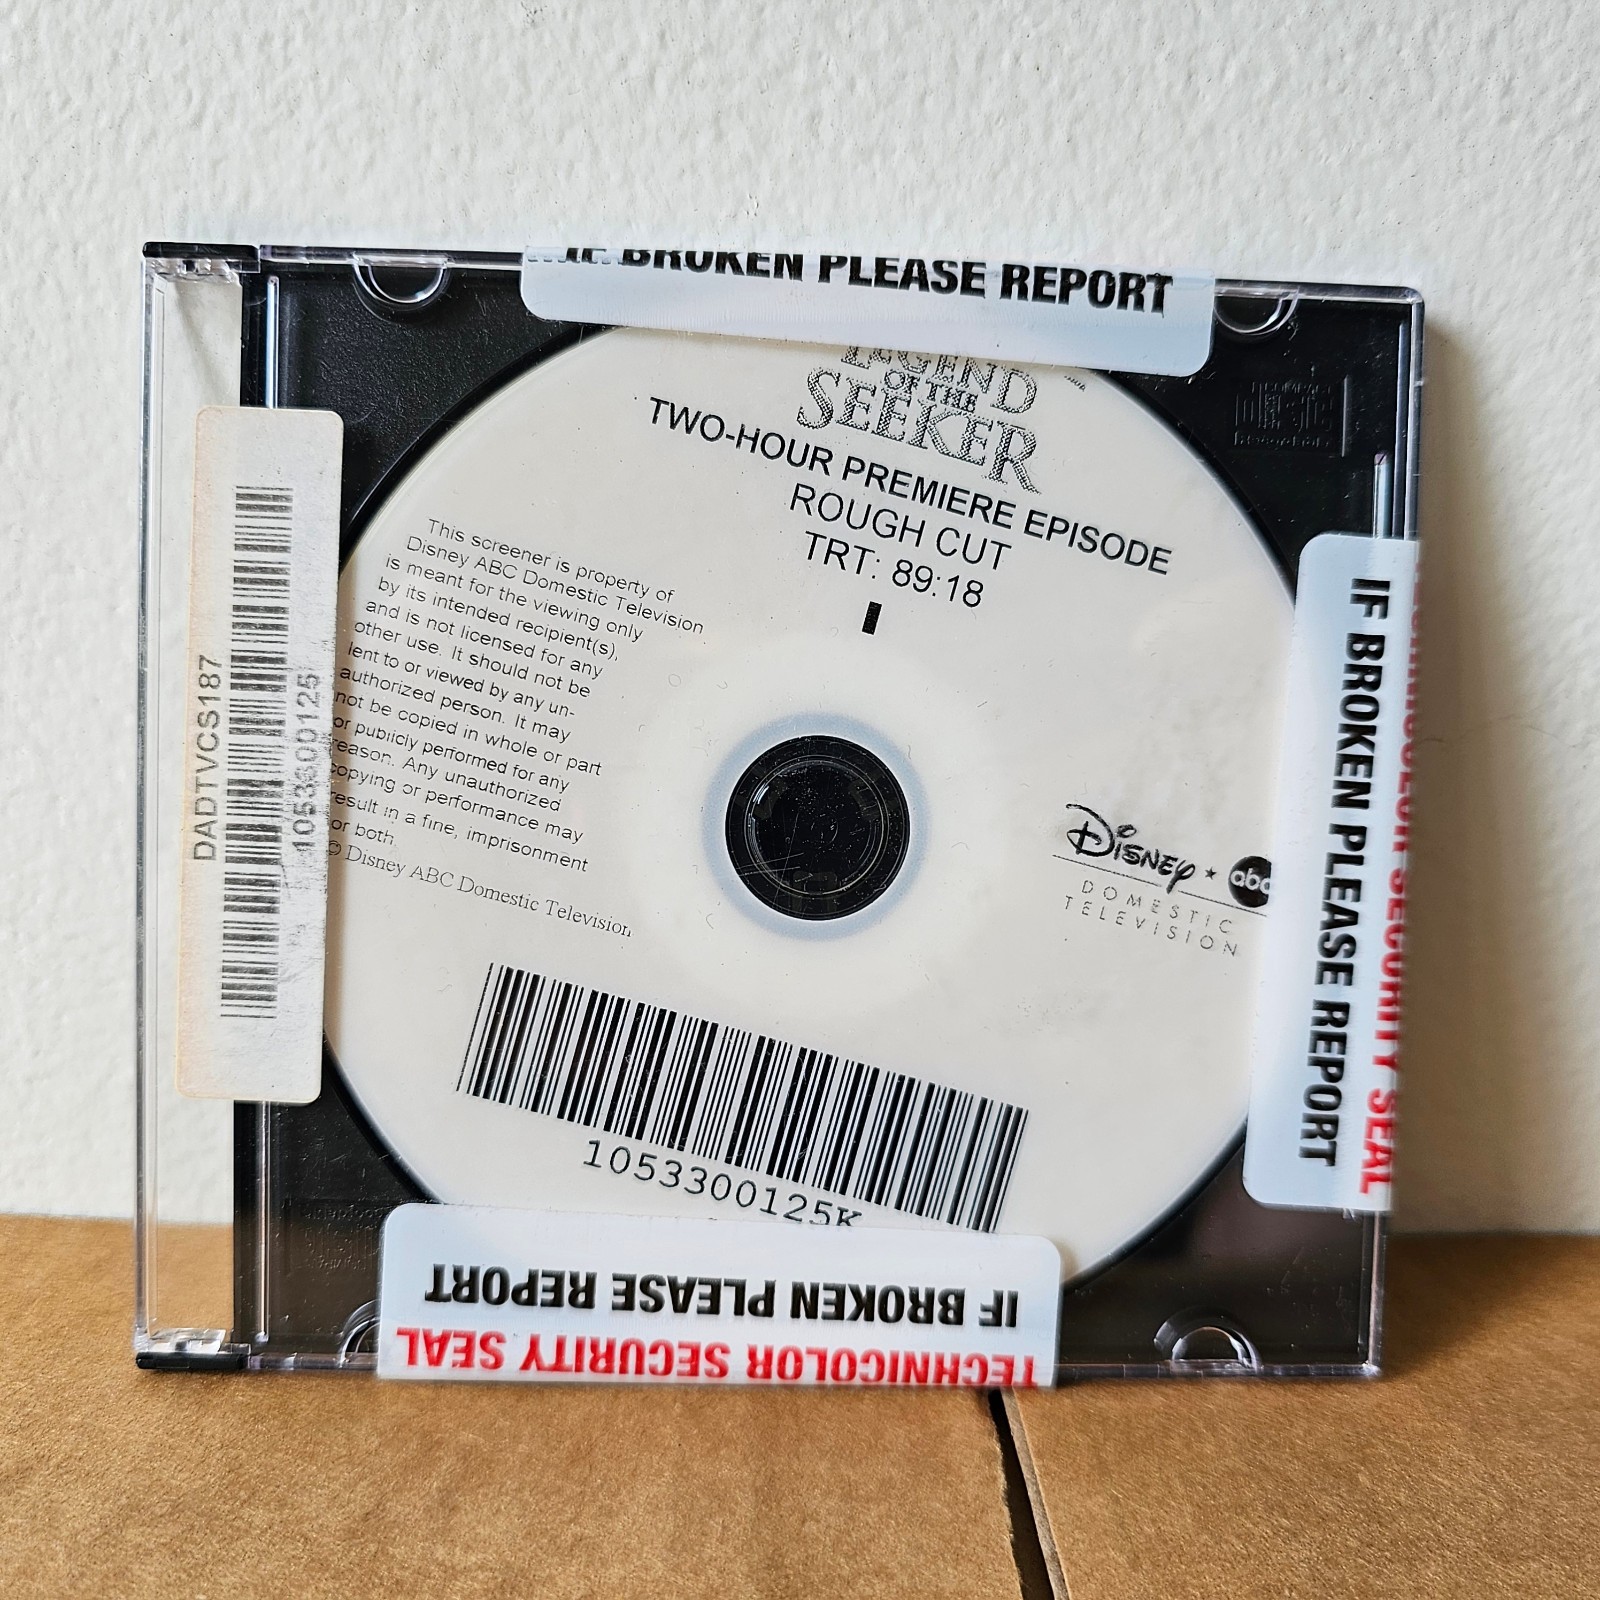 IF BROKEN PLEASE REPORT
LEGEND
OF THE
SEEKER
TWO-HOUR PREMIERE EPISODE
ROUGH CUT
TRT: 89:18
This screener is property of
Disney ABC Domestic Television
is meant for the viewing only
by its intended recipient(s),
and is not licensed for any
other use. It should not be
lent to or viewed by any un-
authorized person. It may
not be copied in whole or part
or publicly performed for any
reason. Any unauthorized
copying or performance may
result in a fine, imprisonment
or both.
© Disney ABC Domestic Television
Disney abc
DOMESTIC
TELEVISION
1053300125K
DADTVCS187
1053300125
TECHNICOLOR SECURITY SEAL
IF BROKEN PLEASE REPORT
IF BROKEN PLEASE REPORT
TECHNICOLOR SECURITY SEAL
COMPACT